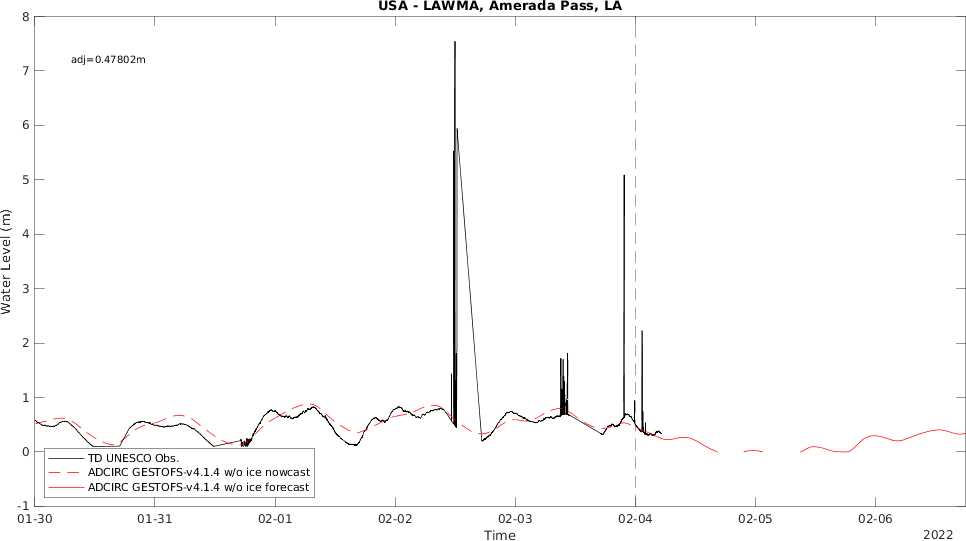 USA - LAWMA, Amerada Pass, LA
8
adj=0.47802m
7
6
5
4
3
2
1
0
-1
Water Level (m)
TD UNESCO Obs.
ADCIRC GESTOFS-v4.1.4 w/o ice nowcast
ADCIRC GESTOFS-v4.1.4 w/o ice forecast
01-30 01-31 02-01 02-02 02-03 02-04 02-05 02-06
Time
2022